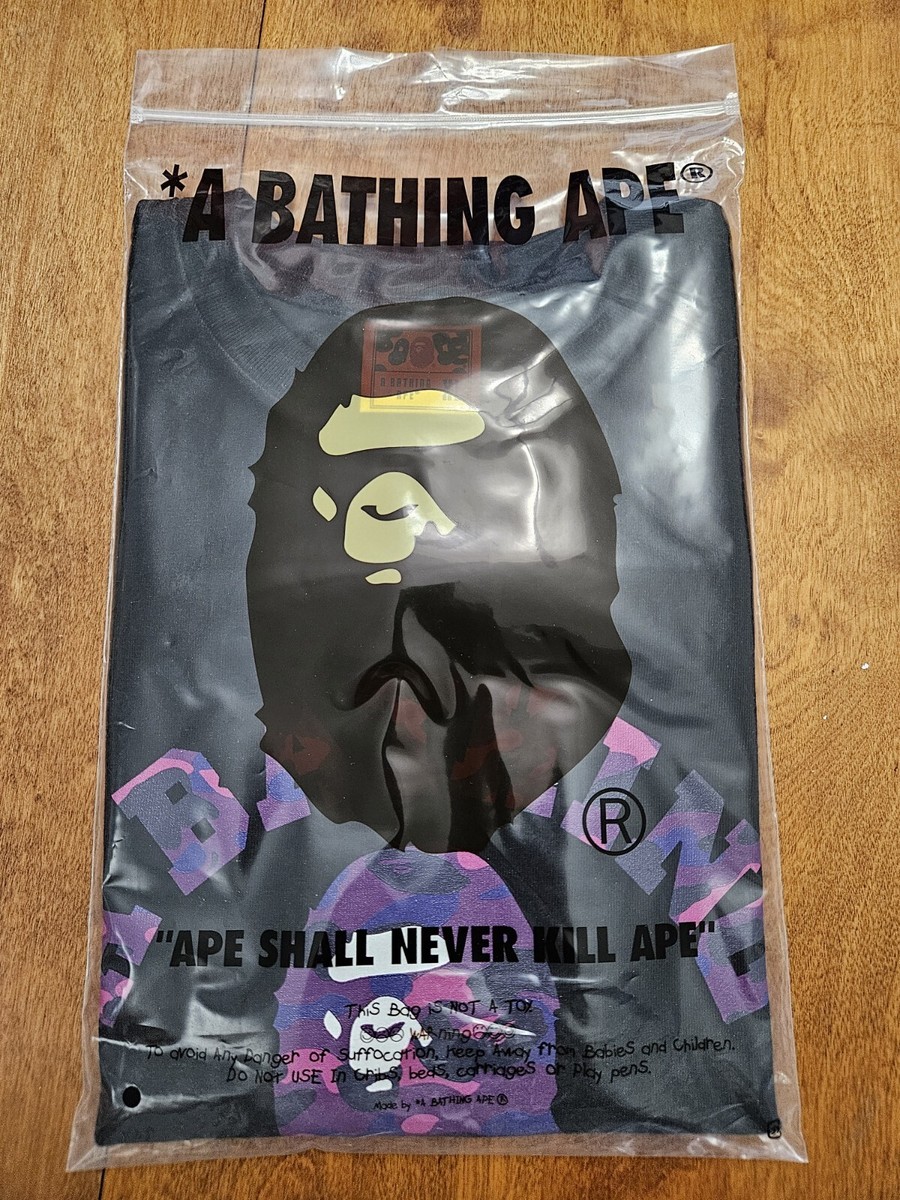 *A BATHING APE®
A BATHING
APE®
®
"APE SHALL NEVER KILL APE"
THiS Bag iS NOT A TOY.
WARning
To avoid Any Danger of Suffocation, Keep Away from Babies and Children.
DO NOT USE In Cribs, beds, carriages or Play pens.
Made by *A BATHING APE®